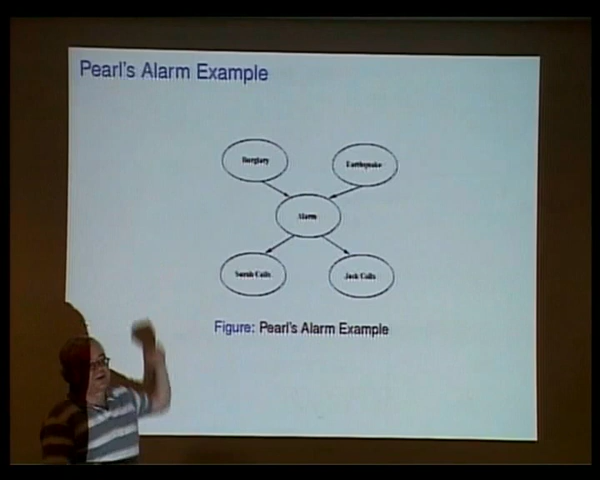 Pearl's Alarm Example
Burglary
Earthquake
Alarm
Sarah Calls
Jack Calls
Figure: Pearl's Alarm Example